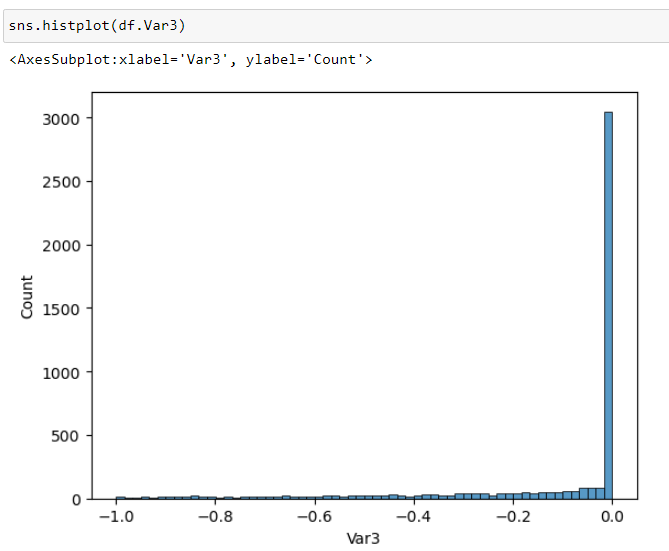 sns.histplot(df.Var3)
<AxesSubplot:xlabel='Var3', ylabel='Count'>
3000
2500
2000
1500
1000
500
0
Count
−1.0 −0.8 −0.6 −0.4 −0.2 0.0
Var3